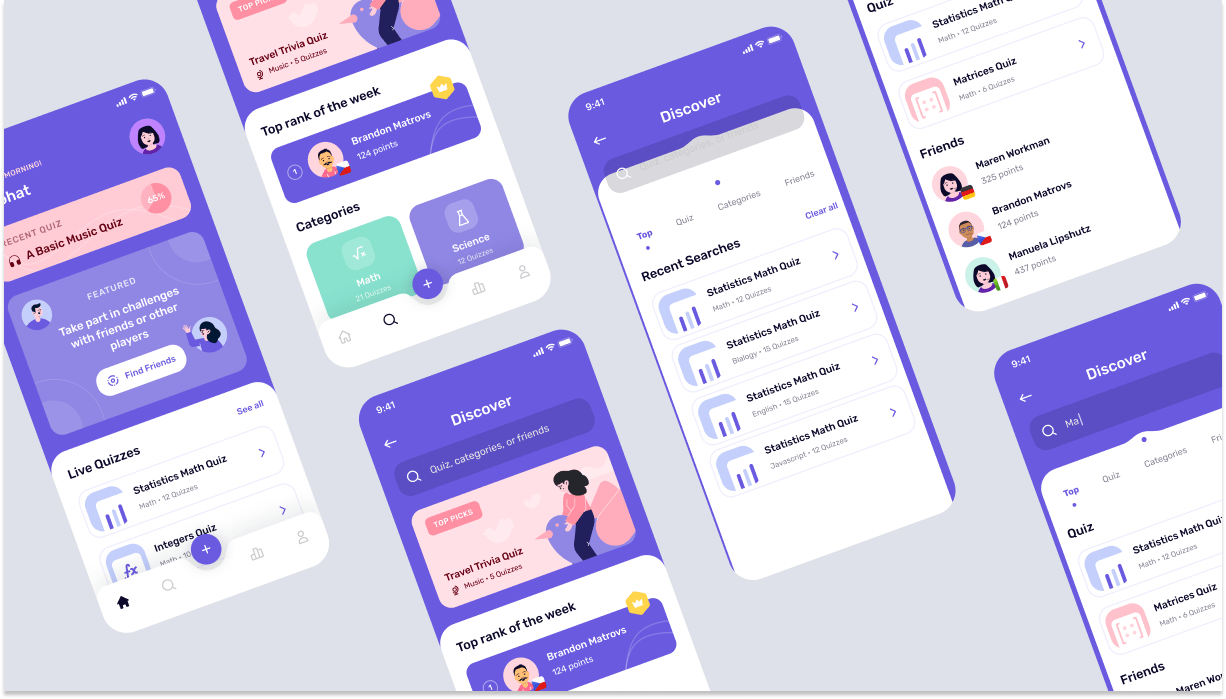 MORNING!
RECENT QUIZ
A Basic Music Quiz
65%
FEATURED
Take part in challenges
with friends or other
players
Find Friends
Live Quizzes
See all
Statistics Math Quiz
Math • 12 Quizzes
Integers Quiz
fx
TOP PICKS
Travel Trivia Quiz
Music • 5 Quizzes
Top rank of the week
1
Brandon Matrovs
124 points
Categories
√x
Math
21 Quizzes
Science
12 Quizzes
9:41
Discover
Quiz, categories, or friends
TOP PICKS
Travel Trivia Quiz
Music • 5 Quizzes
Top rank of the week
1
Brandon Matrovs
124 points
9:41
Discover
Quiz, categories, or friends
Top
Quiz
Categories
Friends
Recent Searches
Clear all
Statistics Math Quiz
Math • 12 Quizzes
Statistics Math Quiz
Bialogy • 15 Quizzes
Statistics Math Quiz
English • 15 Quizzes
Statistics Math Quiz
Javascript • 12 Quizzes
Quiz
Statistics Math Quiz
Math • 12 Quizzes
Matrices Quiz
Math • 6 Quizzes
Friends
Maren Workman
325 points
Brandon Matrovs
124 points
Manuela Lipshutz
437 points
9:41
Discover
Ma
Top
Quiz
Categories
Fri
Quiz
Statistics Math Quiz
Math • 12 Quizzes
Matrices Quiz
Math • 6 Quizzes
Friends
Maren Wo